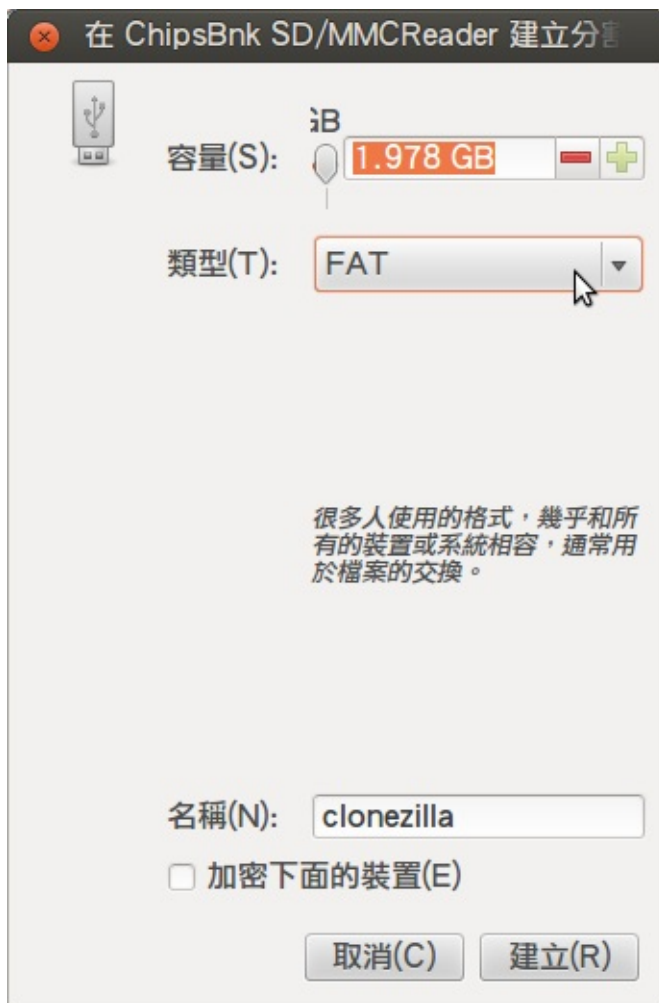 在 ChipsBnk SD/MMCReader 建立分
GB
容量(S): 1.978 GB
類型(T): FAT
很多人使用的格式，幾乎和所
有的裝置或系統相容，通常用
於檔案的交換。
名稱(N): clonezilla
加密下面的裝置(E)
取消(C) 建立(R)